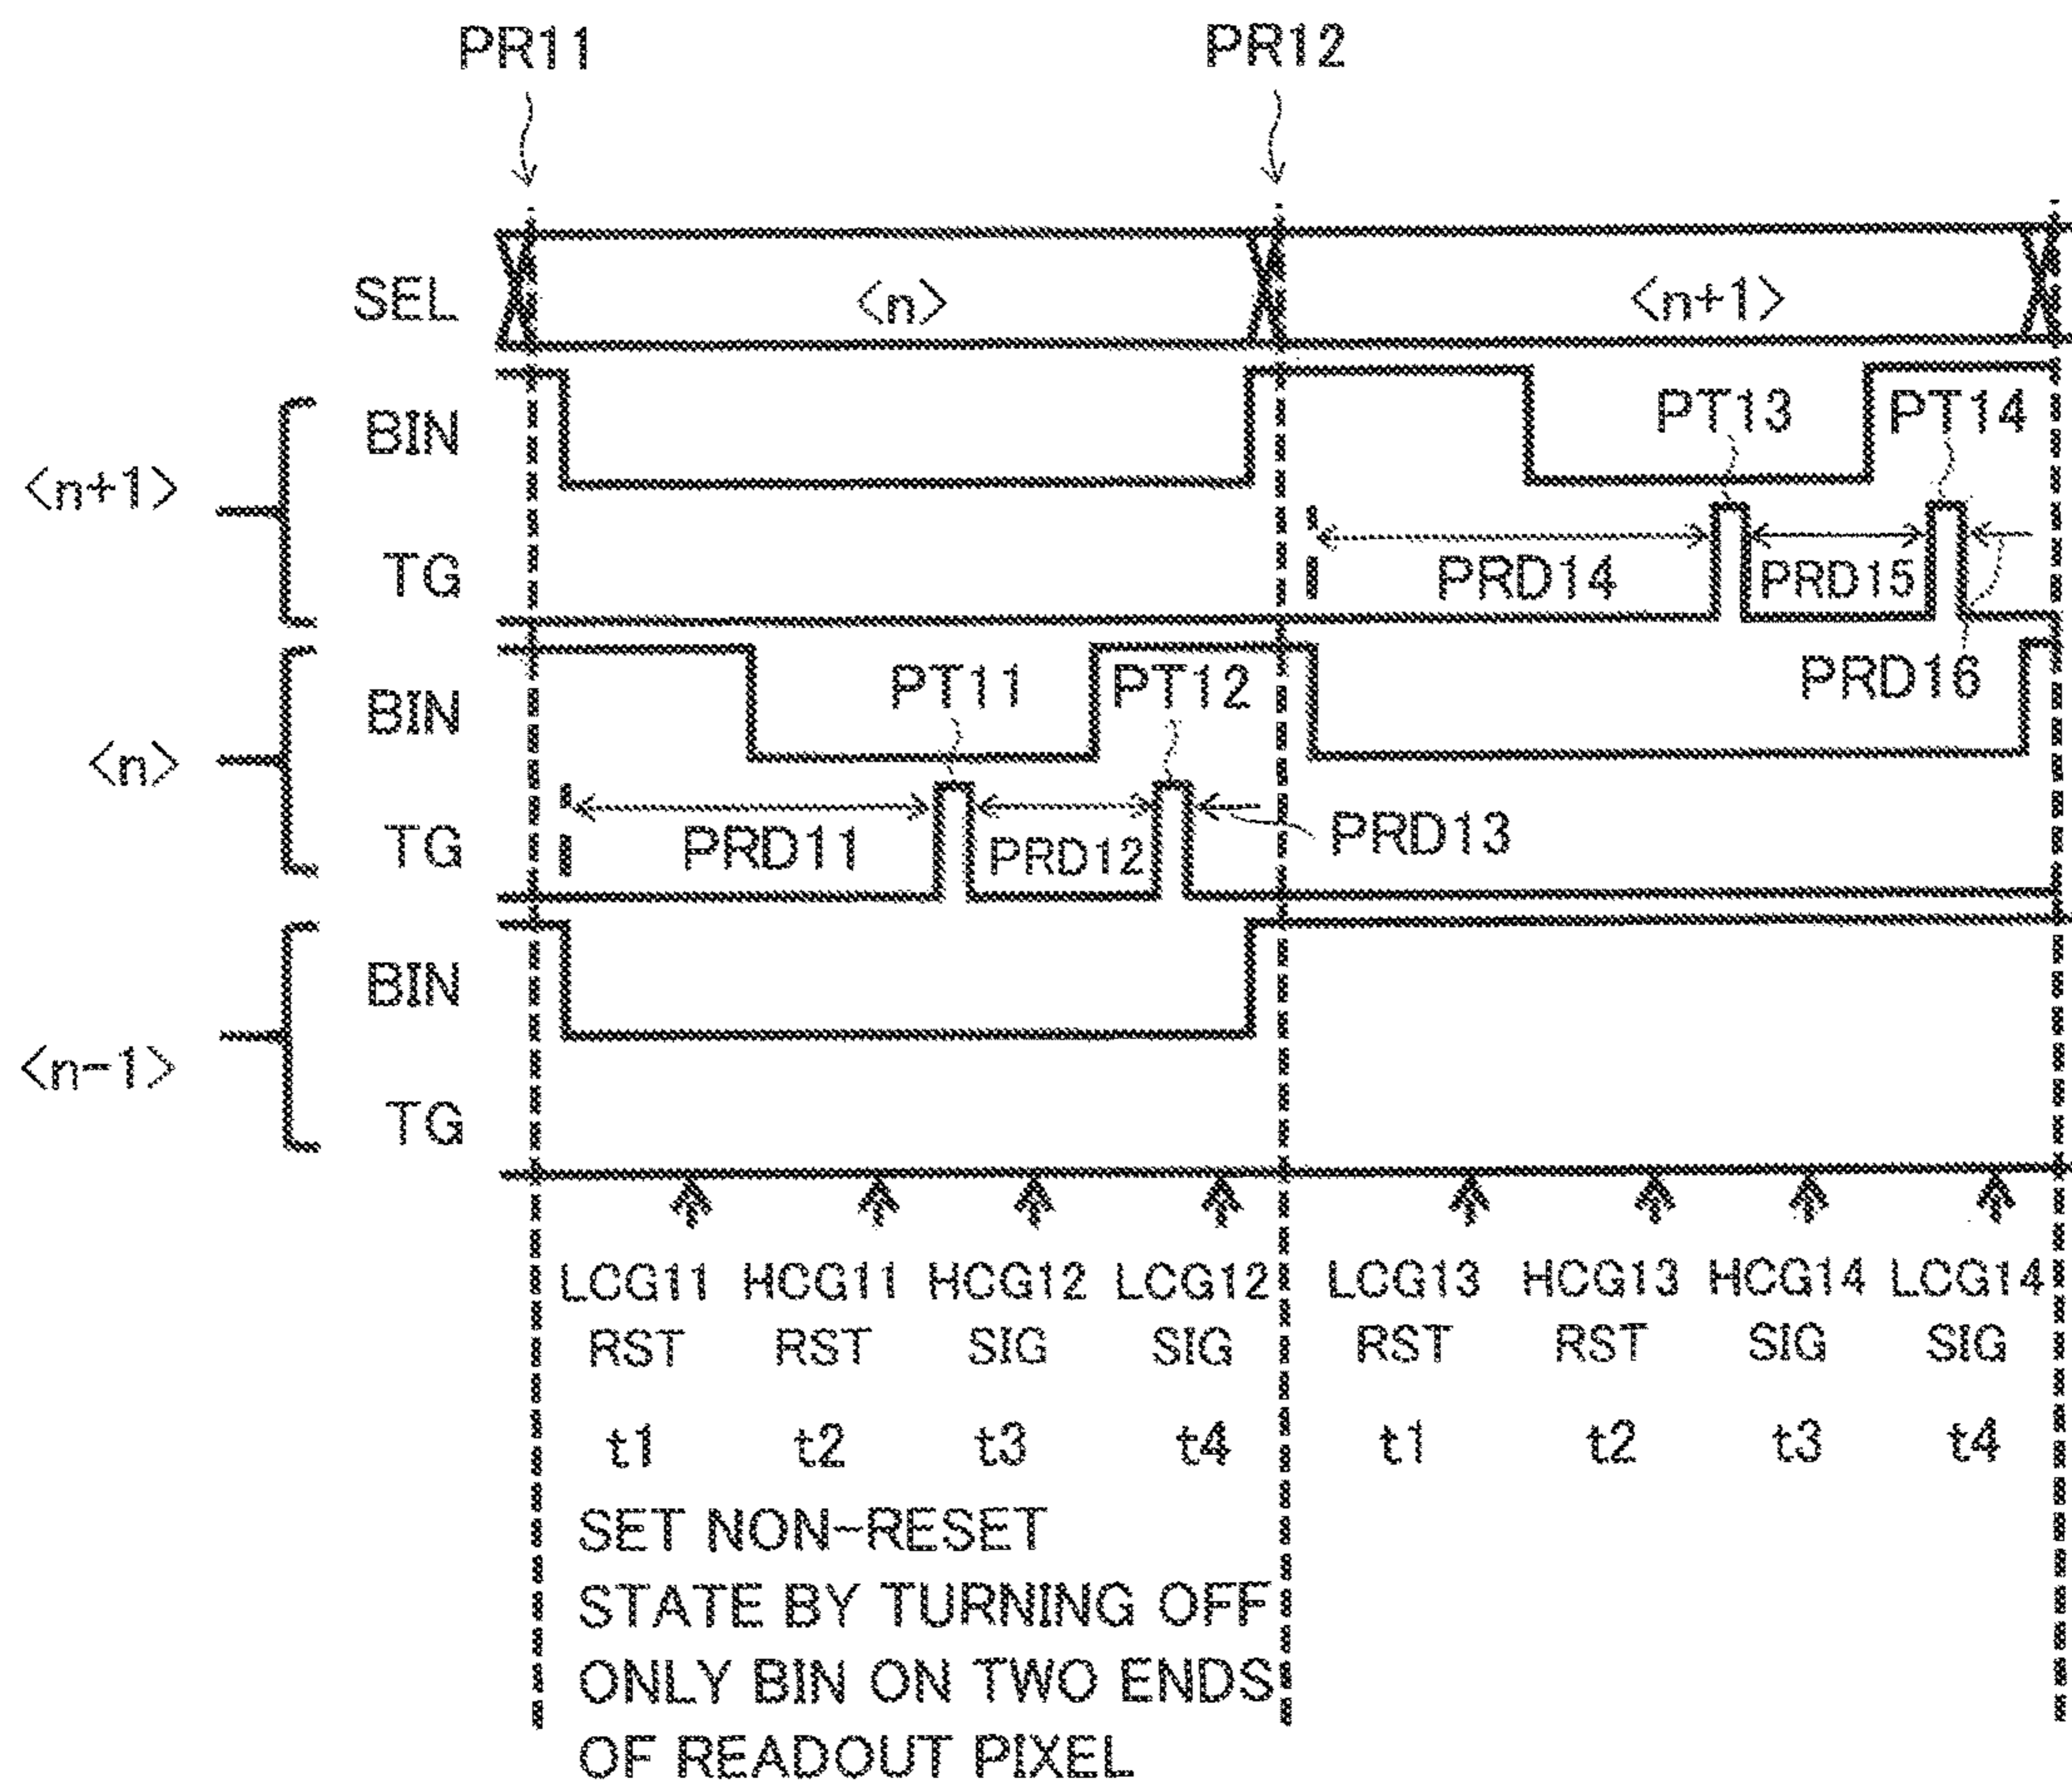 PR11 PR12
SEL <n> <n+1>
<n+1> BIN PT13 PT14
TG PRD14 PRD15
PRD16
<n> BIN PT11 PT12
TG PRD11 PRD12 PRD13
<n-1> BIN
TG
LCG11 HCG11 HCG12 LCG12 LCG13 HCG13 HCG14 LCG14
RST RST SIG SIG RST RST SIG SIG
t1 t2 t3 t4 t1 t2 t3 t4
SET NON-RESET
STATE BY TURNING OFF
ONLY BIN ON TWO ENDS
OF READOUT PIXEL